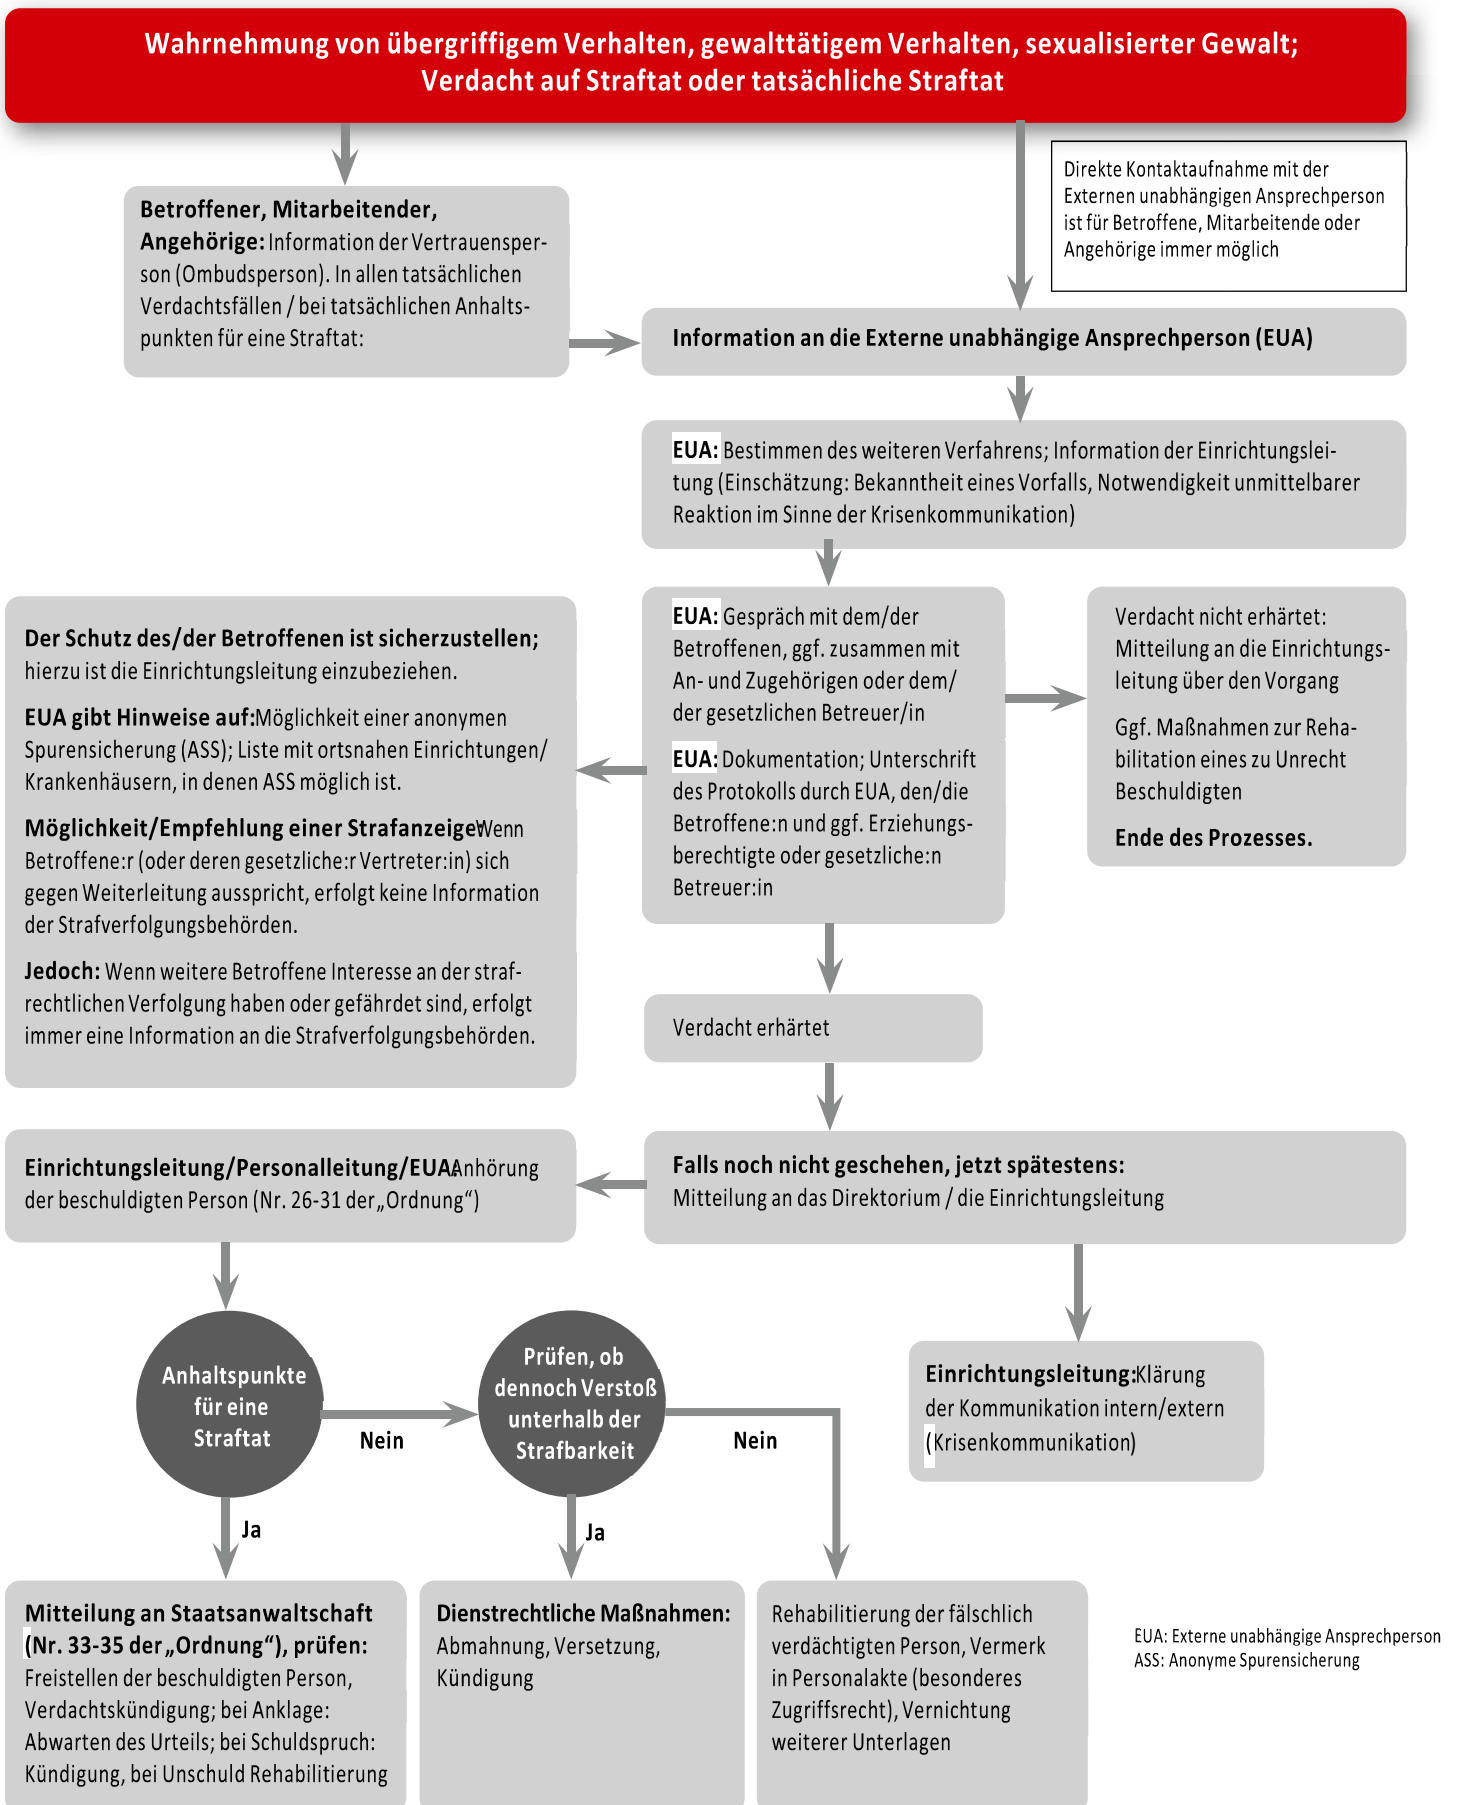 Wahrnehmung von übergriffigem Verhalten, gewalttätigem Verhalten, sexualisierter Gewalt;
Verdacht auf Straftat oder tatsächliche Straftat
Direkte Kontaktaufnahme mit der
Externen unabhängigen Ansprechperson
ist für Betroffene, Mitarbeitende oder
Angehörige immer möglich
Betroffener, Mitarbeitender,
Angehörige: Information der Vertrauensper-
son (Ombudsperson). In allen tatsächlichen
Verdachtsfällen / bei tatsächlichen Anhalts-
punkten für eine Straftat:
Information an die Externe unabhängige Ansprechperson (EUA)
EUA: Bestimmen des weiteren Verfahrens; Information der Einrichtungslei-
tung (Einschätzung: Bekanntheit eines Vorfalls, Notwendigkeit unmittelbarer
Reaktion im Sinne der Krisenkommunikation)
EUA: Gespräch mit dem/der
Betroffenen, ggf. zusammen mit
An- und Zugehörigen oder dem/
der gesetzlichen Betreuer/in
EUA: Dokumentation; Unterschrift
des Protokolls durch EUA, den/die
Betroffene:n und ggf. Erziehungs-
berechtigte oder gesetzliche:n
Betreuer:in
Verdacht nicht erhärtet:
Mitteilung an die Einrichtungs-
leitung über den Vorgang
Ggf. Maßnahmen zur Reha-
bilitation eines zu Unrecht
Beschuldigten
Ende des Prozesses.
Der Schutz des/der Betroffenen ist sicherzustellen;
hierzu ist die Einrichtungsleitung einzubeziehen.
EUA gibt Hinweise auf: Möglichkeit einer anonymen
Spurensicherung (ASS); Liste mit ortsnahen Einrichtungen/
Krankenhäusern, in denen ASS möglich ist.
Möglichkeit/Empfehlung einer Strafanzeige: Wenn
Betroffene:r (oder deren gesetzliche:r Vertreter:in) sich
gegen Weiterleitung ausspricht, erfolgt keine Information
der Strafverfolgungsbehörden.
Jedoch: Wenn weitere Betroffene Interesse an der straf-
rechtlichen Verfolgung haben oder gefährdet sind, erfolgt
immer eine Information an die Strafverfolgungsbehörden.
Verdacht erhärtet
Falls noch nicht geschehen, jetzt spätestens:
Mitteilung an das Direktorium / die Einrichtungsleitung
Einrichtungsleitung/Personalleitung/EUA: Anhörung
der beschuldigten Person (Nr. 26-31 der „Ordnung“)
Einrichtungsleitung: Klärung
der Kommunikation intern/extern
(Krisenkommunikation)
Anhaltspunkte
für eine
Straftat
Nein
Prüfen, ob
dennoch Verstoß
unterhalb der
Strafbarkeit
Nein
Ja
Ja
Mitteilung an Staatsanwaltschaft
(Nr. 33-35 der „Ordnung“), prüfen:
Freistellen der beschuldigten Person,
Verdachtskündigung; bei Anklage:
Abwarten des Urteils; bei Schuldspruch:
Kündigung, bei Unschuld Rehabilitierung
Dienstrechtliche Maßnahmen:
Abmahnung, Versetzung,
Kündigung
Rehabilitierung der fälschlich
verdächtigten Person, Vermerk
in Personalakte (besonderes
Zugriffsrecht), Vernichtung
weiterer Unterlagen
EUA: Externe unabhängige Ansprechperson
ASS: Anonyme Spurensicherung